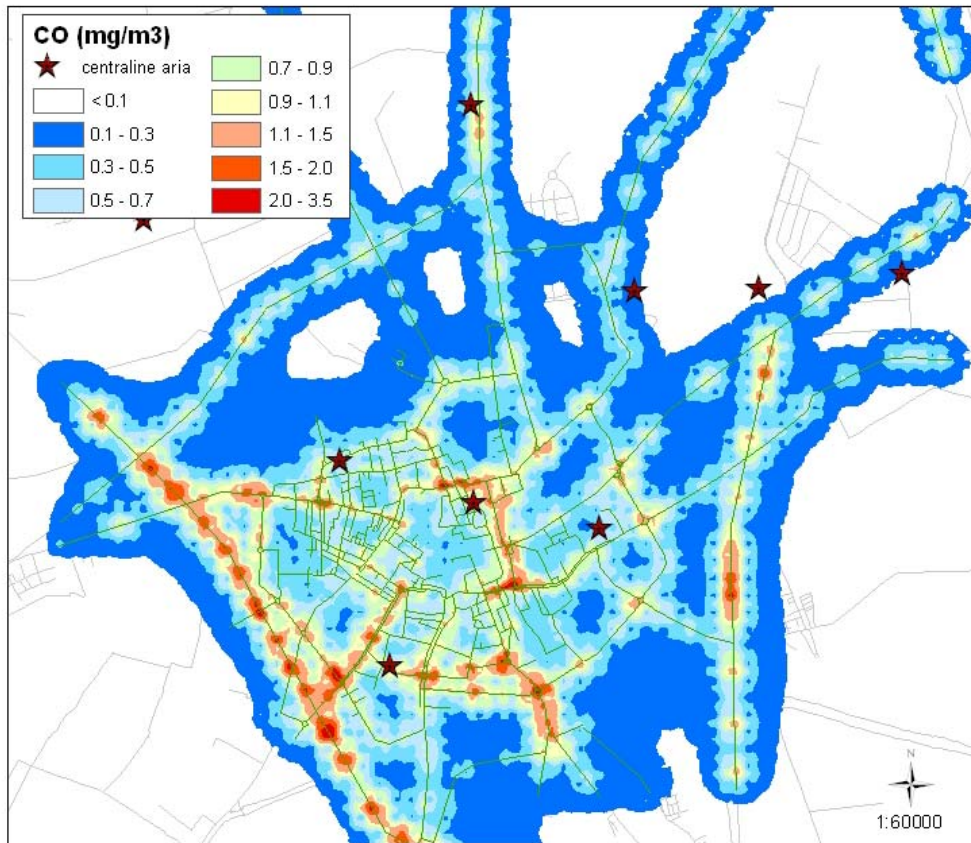 CO (mg/m3)
centraline aria
< 0.1
0.1 - 0.3
0.3 - 0.5
0.5 - 0.7
0.7 - 0.9
0.9 - 1.1
1.1 - 1.5
1.5 - 2.0
2.0 - 3.5
N
1:60000